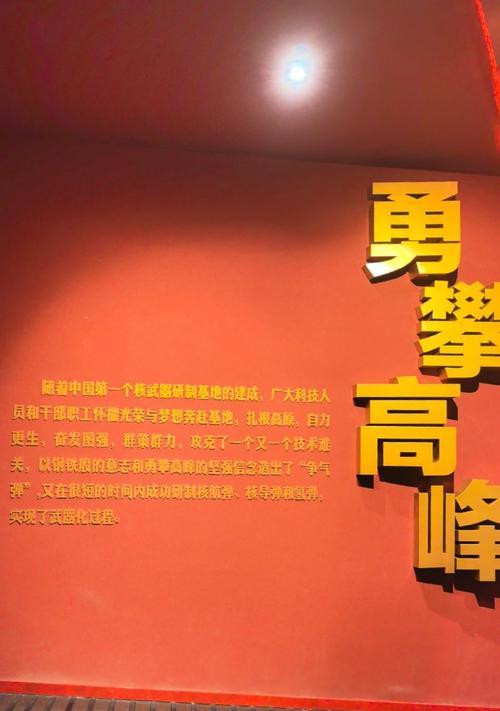 勇攀高峰
随着中国第一个核武器研制基地的建成，广大科技人
员和干部职工怀揣光荣与梦想奔赴基地，扎根高原，自力
更生，奋发图强，群策群力，攻克了一个又一个技术难
关，以钢铁般的意志和勇攀高峰的坚强信念造出了“争气
弹”,又在很短的时间内成功研制核航弹、核导弹和氢弹，
实现了武器化过程。